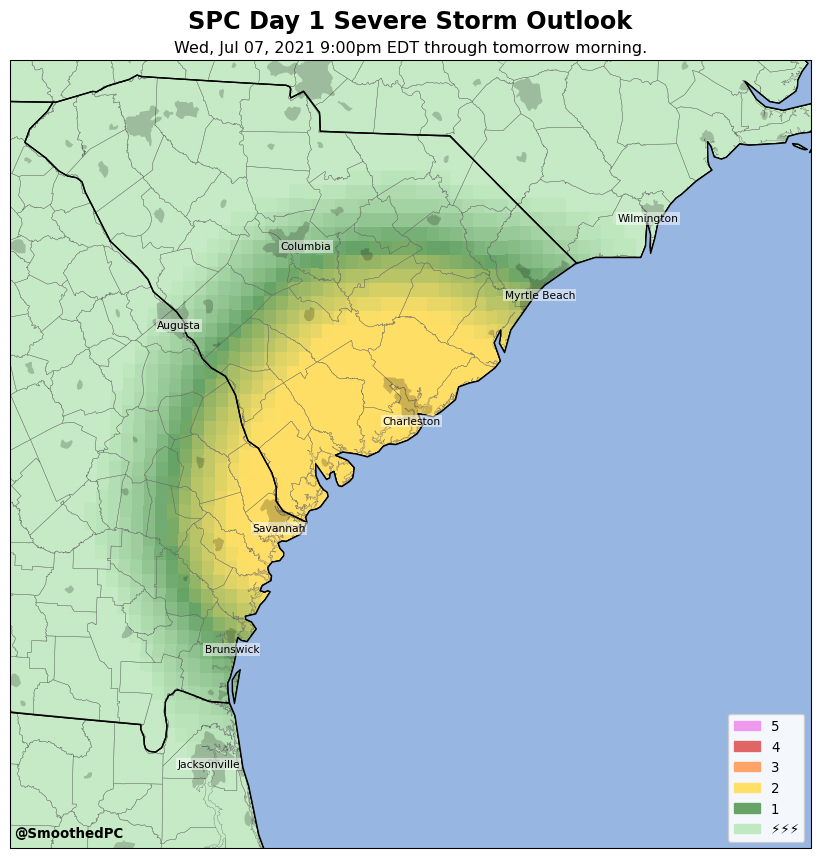 SPC Day 1 Severe Storm Outlook
Wed, Jul 07, 2021 9:00pm EDT through tomorrow morning.
Wilmington
Columbia
Myrtle Beach
Augusta
Charleston
Savannah
Brunswick
Jacksonville
5
4
3
2
1
⚡⚡⚡
@SmoothedPC